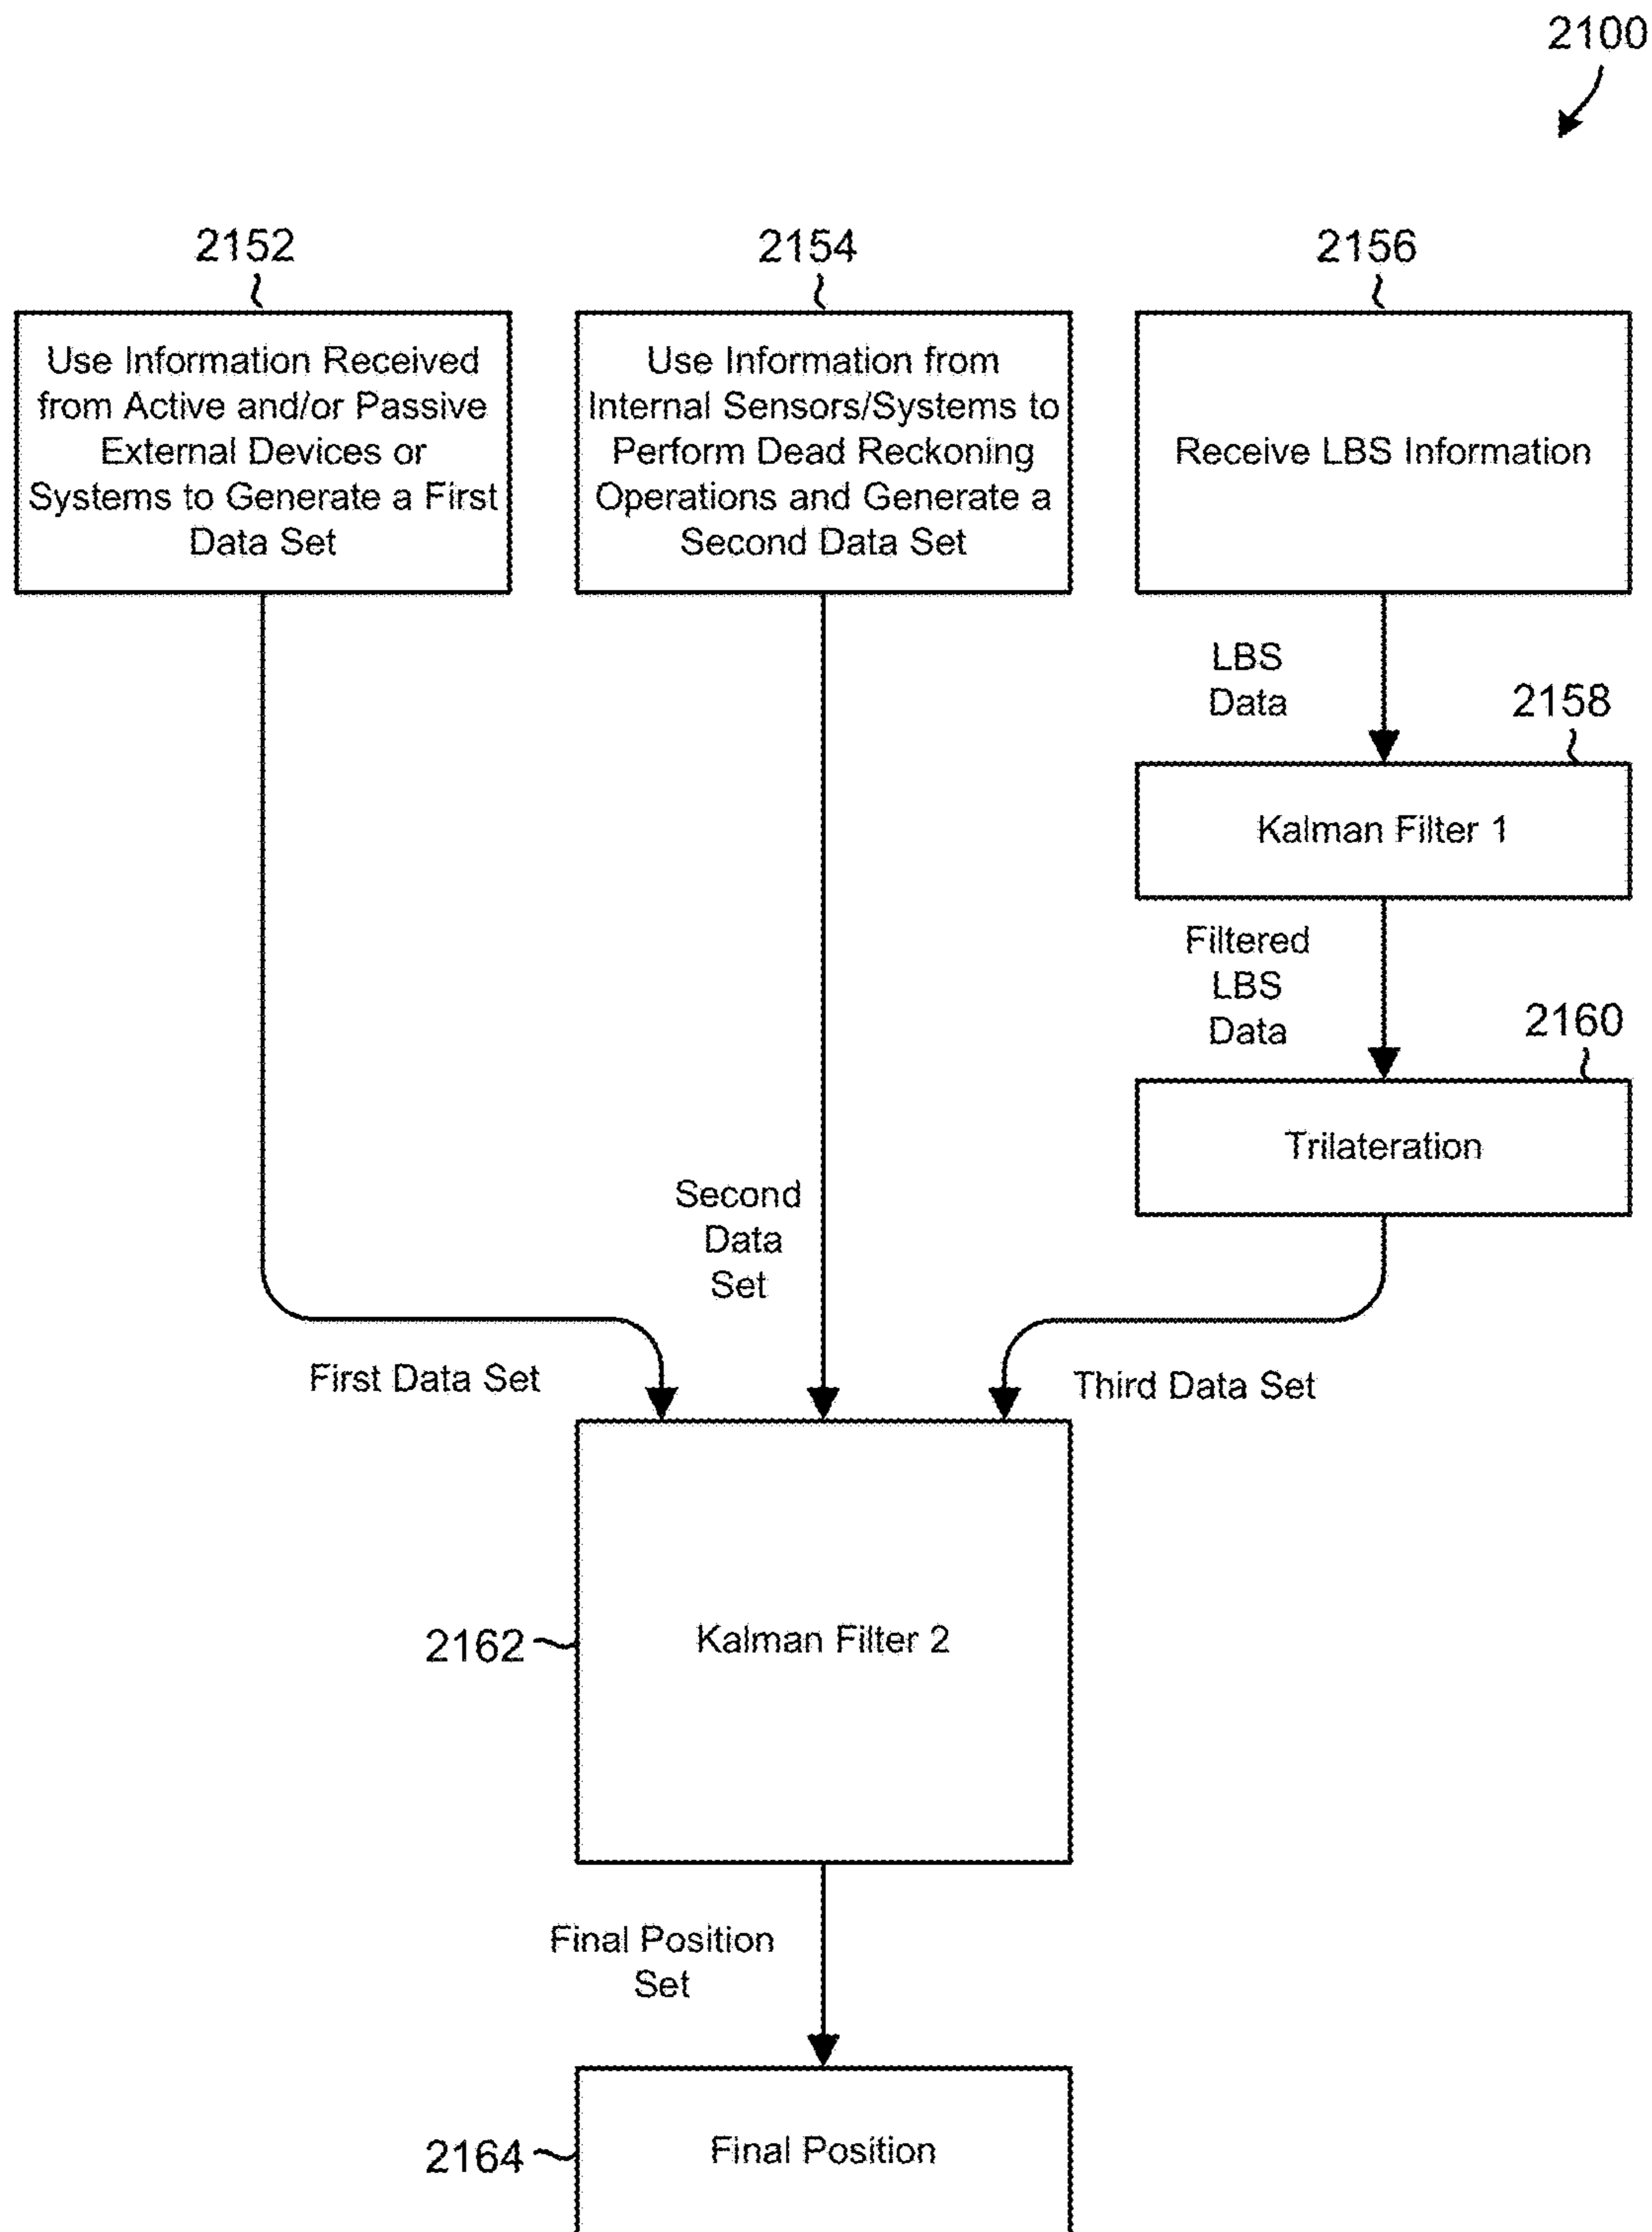 2100
2152
2154
2156
Use Information Received
from Active and/or Passive
External Devices or
Systems to Generate a First
Data Set
Use Information from
Internal Sensors/Systems to
Perform Dead Reckoning
Operations and Generate a
Second Data Set
Receive LBS Information
LBS
Data
2158
Kalman Filter 1
Filtered
LBS
Data
2160
Trilateration
Second
Data
Set
First Data Set
Third Data Set
2162
Kalman Filter 2
Final Position
Set
2164
Final Position